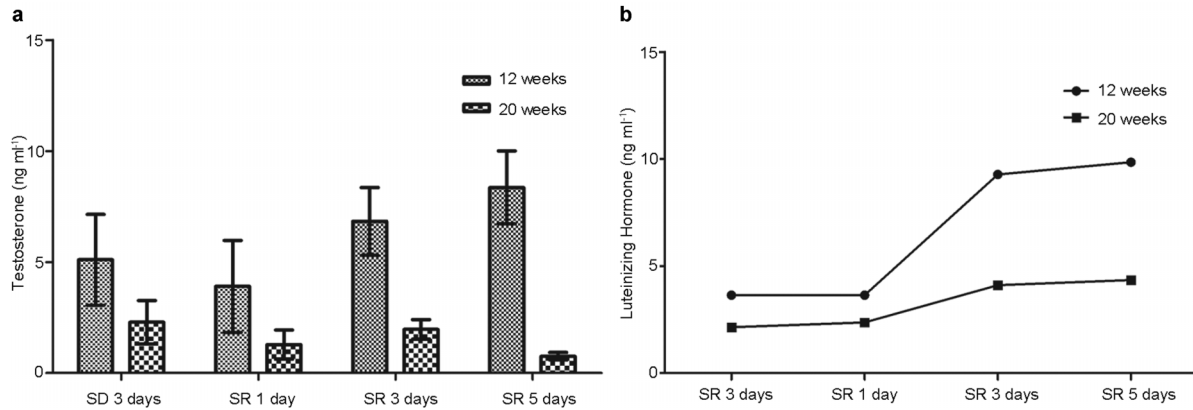 a
Testosterone (ng ml⁻¹)
15
10
5
0
12 weeks
20 weeks
SD 3 days
SR 1 day
SR 3 days
SR 5 days
b
Luteinizing Hormone (ng ml⁻¹)
15
10
5
0
12 weeks
20 weeks
SR 3 days
SR 1 day
SR 3 days
SR 5 days